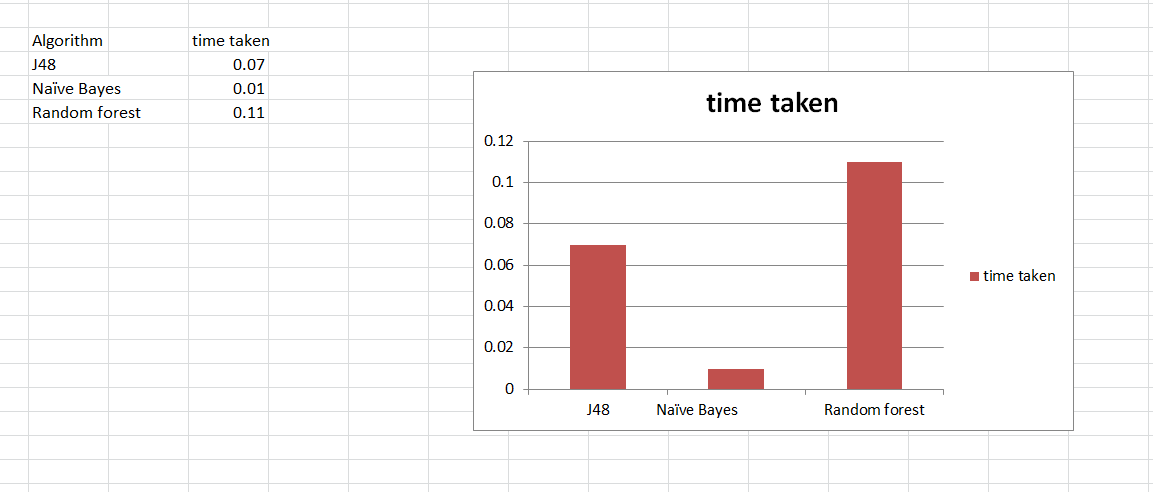 Algorithm time taken
J48 0.07
Naïve Bayes 0.01
Random forest 0.11
time taken
0.12
0.1
0.08
0.06
0.04
0.02
0
J48 Naïve Bayes Random forest
time taken